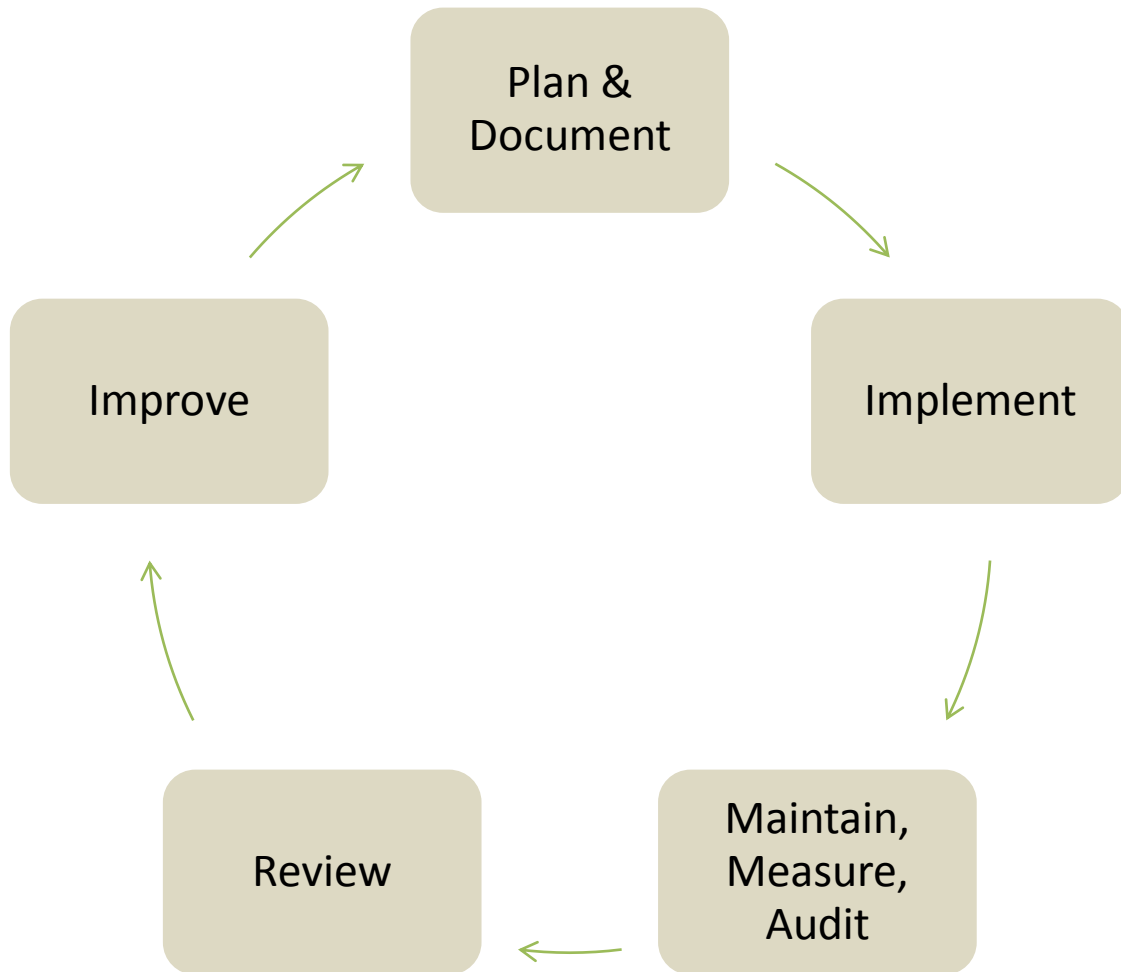 Plan &
Document
Implement
Maintain,
Measure,
Audit
Review
Improve